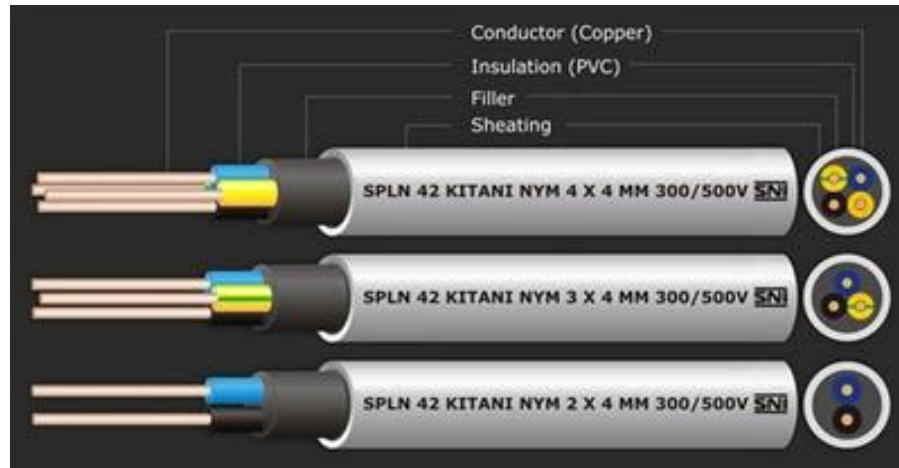 Conductor (Copper)
Insulation (PVC)
Filler
Sheating
SPLN 42 KITANI NYM 4 X 4 MM 300/500V SNI
SPLN 42 KITANI NYM 3 X 4 MM 300/500V SNI
SPLN 42 KITANI NYM 2 X 4 MM 300/500V SNI